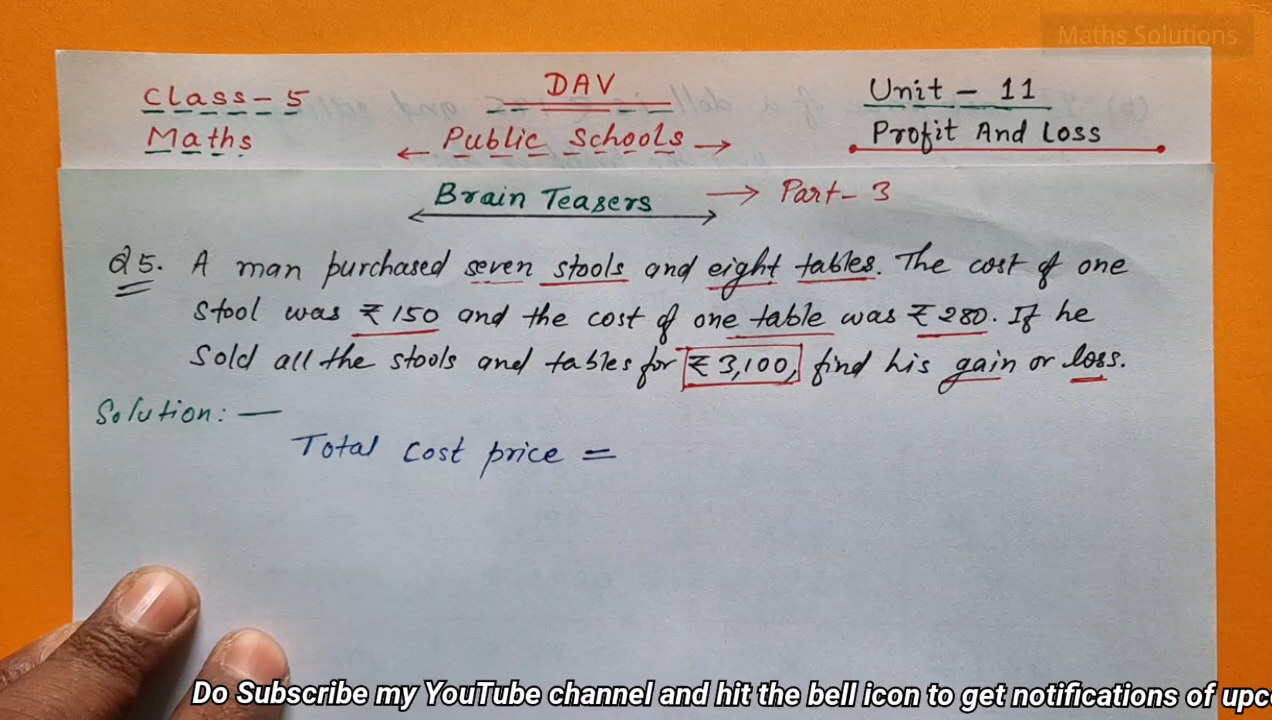 Maths Solutions
Class-5 DAV Unit - 11
Maths Public Schools Profit And Loss
Brain Teasers → Part-3
Q5. A man purchased seven stools and eight tables. The cost of one
stool was ₹150 and the cost of one table was ₹280. If he
sold all the stools and tables for ₹3,100, find his gain or loss.
Solution:-
Total Cost price =
Do Subscribe my YouTube channel and hit the bell icon to get notifications of